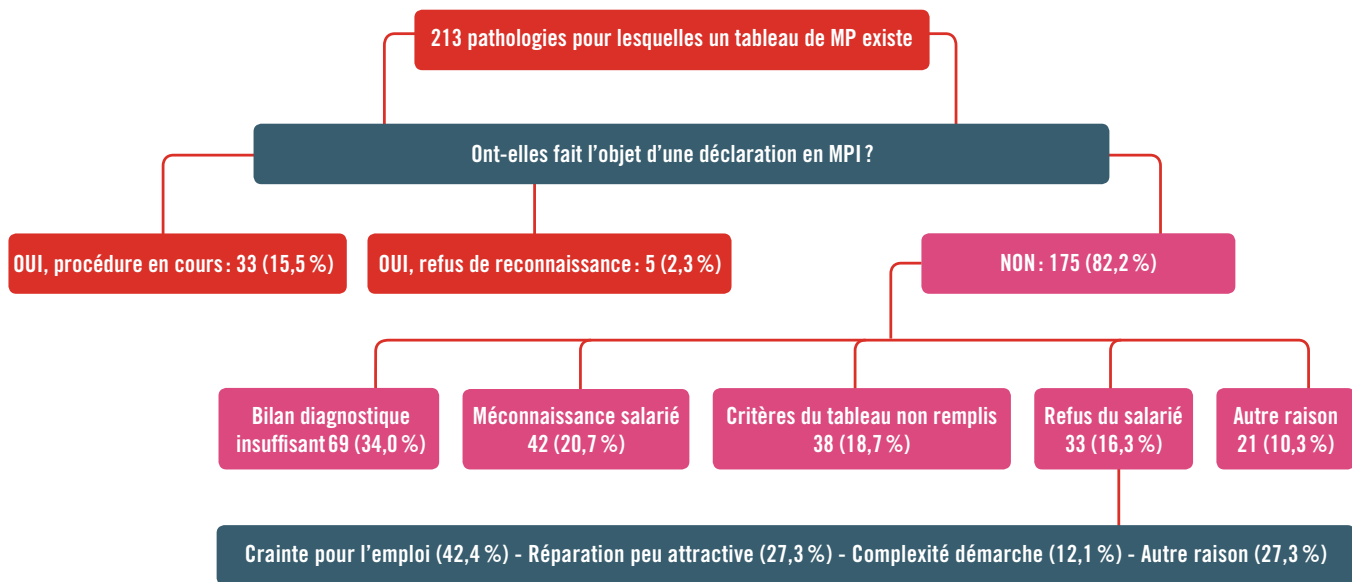 213 pathologies pour lesquelles un tableau de MP existe
Ont-elles fait l’objet d’une déclaration en MPI ?
OUI, procédure en cours : 33 (15,5 %)
OUI, refus de reconnaissance : 5 (2,3 %)
NON : 175 (82,2 %)
Bilan diagnostique
insuffisant 69 (34,0 %)
Méconnaissance salarié
42 (20,7 %)
Critères du tableau non remplis
38 (18,7 %)
Refus du salarié
33 (16,3 %)
Autre raison
21 (10,3 %)
Crainte pour l’emploi (42,4 %) - Réparation peu attractive (27,3 %) - Complexité démarche (12,1 %) - Autre raison (27,3 %)